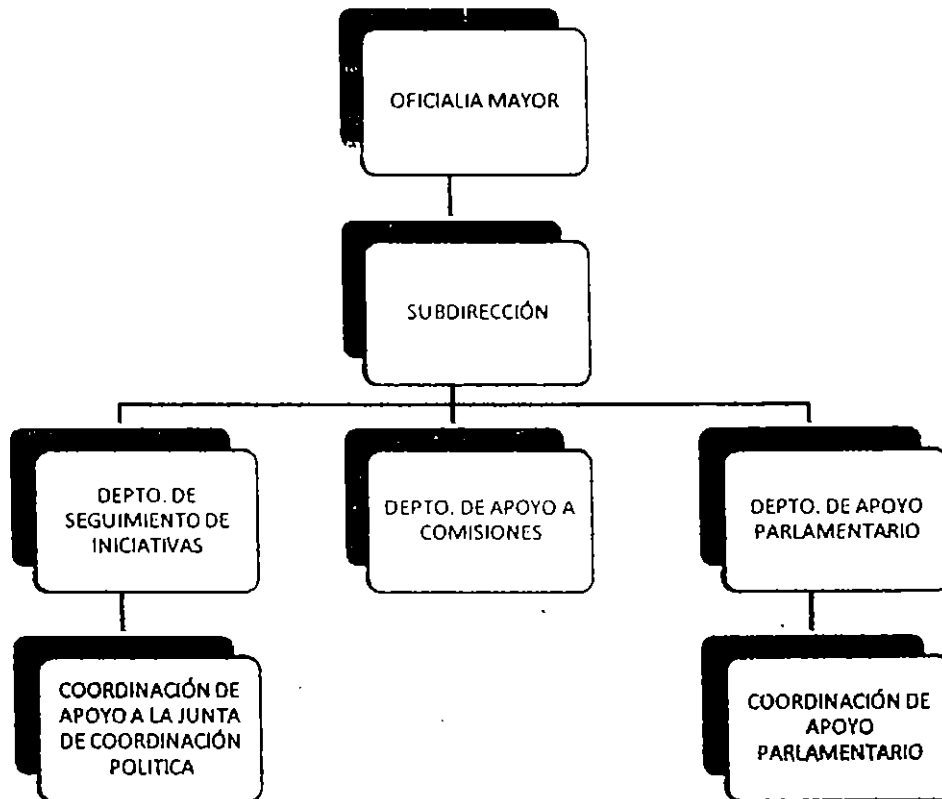 OFICIALIA MAYOR
SUBDIRECCIÓN
DEPTO. DE
SEGUIMIENTO DE
INICIATIVAS
DEPTO. DE APOYO A
COMISIONES
DEPTO. DE APOYO
PARLAMENTARIO
COORDINACIÓN DE
APOYO A LA JUNTA
DE COORDINACIÓN
POLITICA
COORDINACIÓN DE
APOYO
PARLAMENTARIO